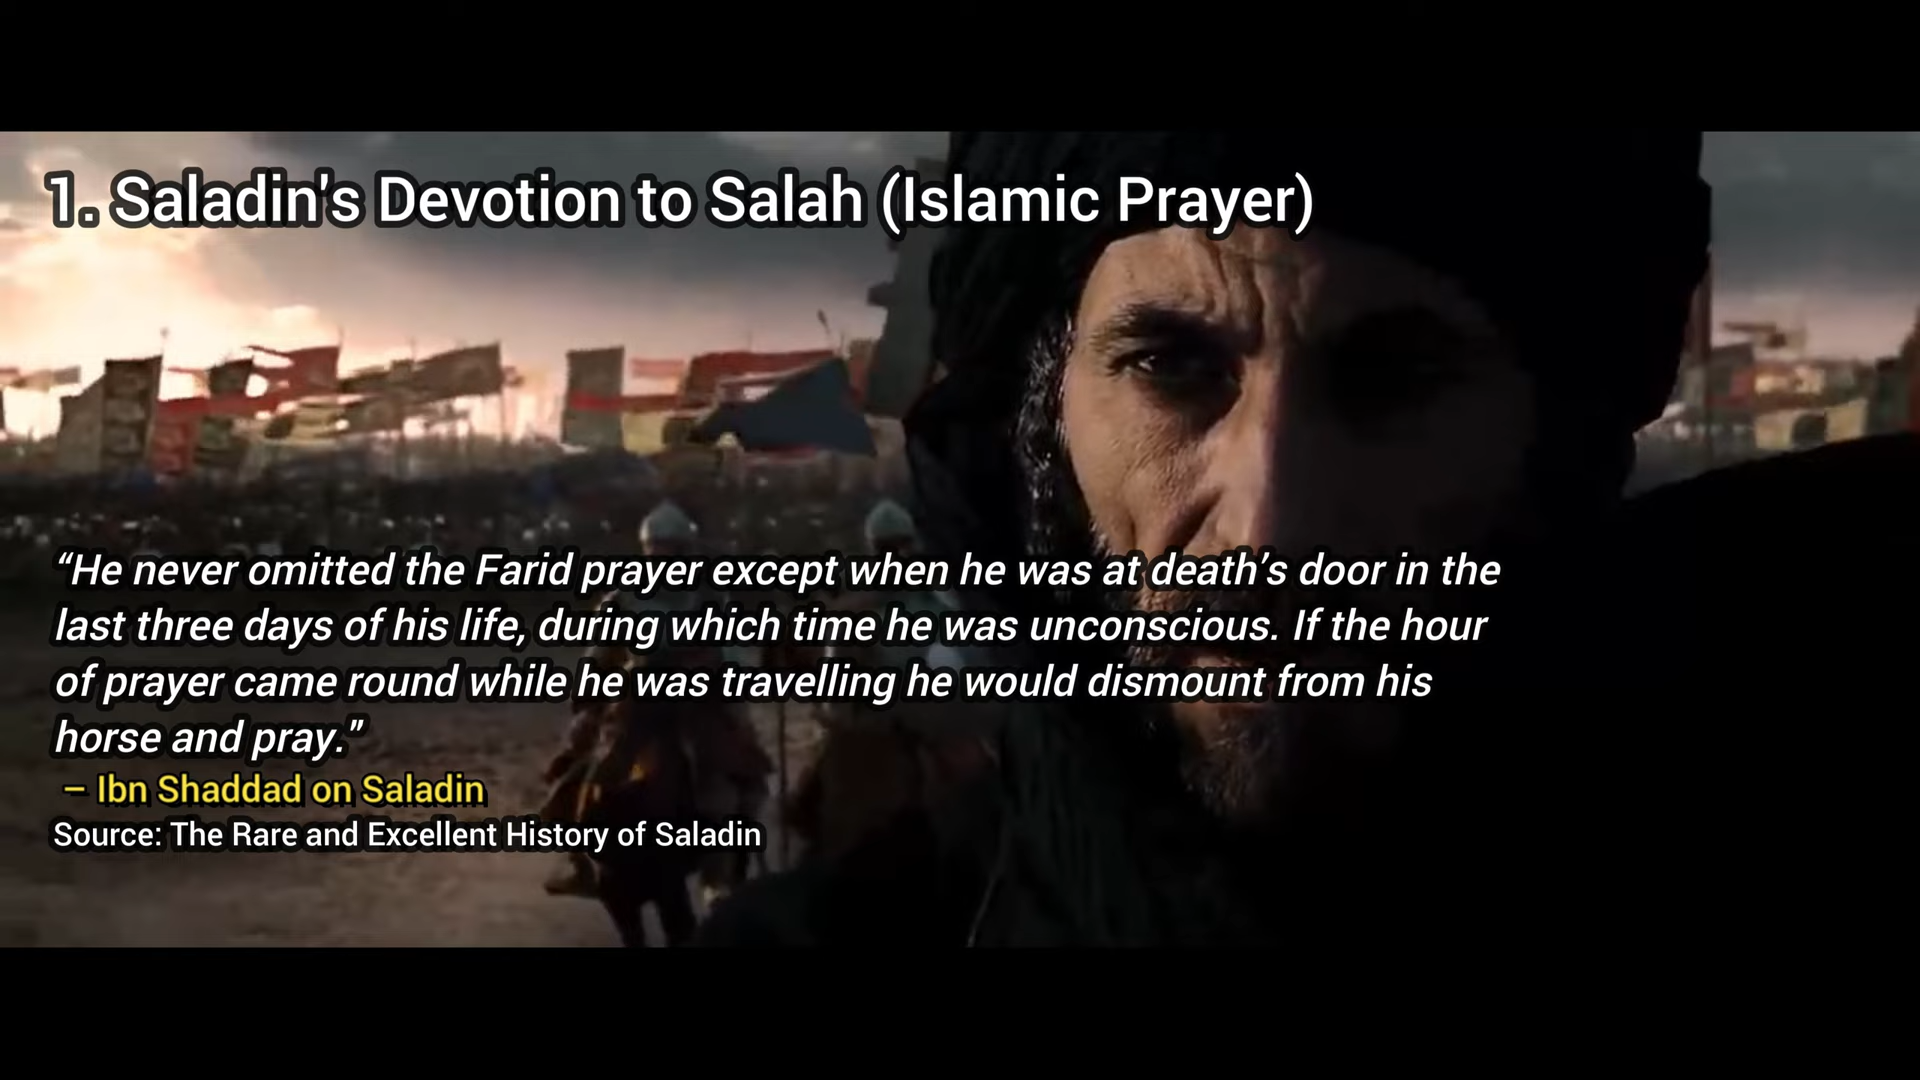 1. Saladin's Devotion to Salah (Islamic Prayer)
“He never omitted the Farid prayer except when he was at death’s door in the
last three days of his life, during which time he was unconscious. If the hour
of prayer came round while he was travelling he would dismount from his
horse and pray.”
– Ibn Shaddad on Saladin
Source: The Rare and Excellent History of Saladin